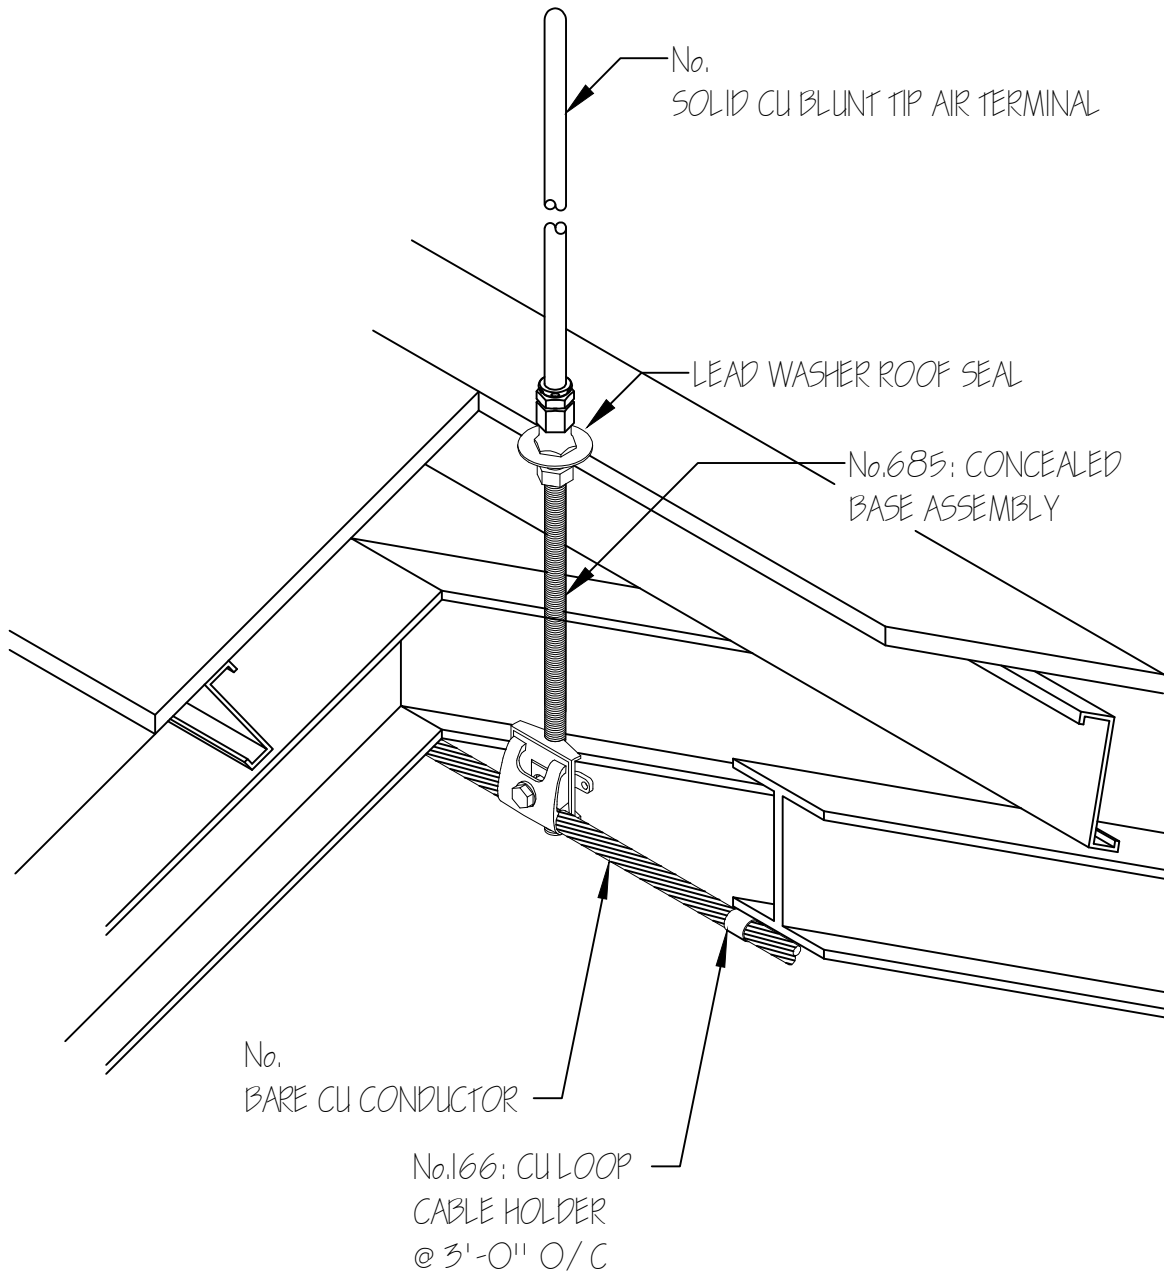 No.
SOLID CU BLUNT TIP AIR TERMINAL
LEAD WASHER ROOF SEAL
No.685: CONCEALED
BASE ASSEMBLY
No.
BARE CU CONDUCTOR
No.166: CU LOOP
CABLE HOLDER
@ 3'-0" O/C